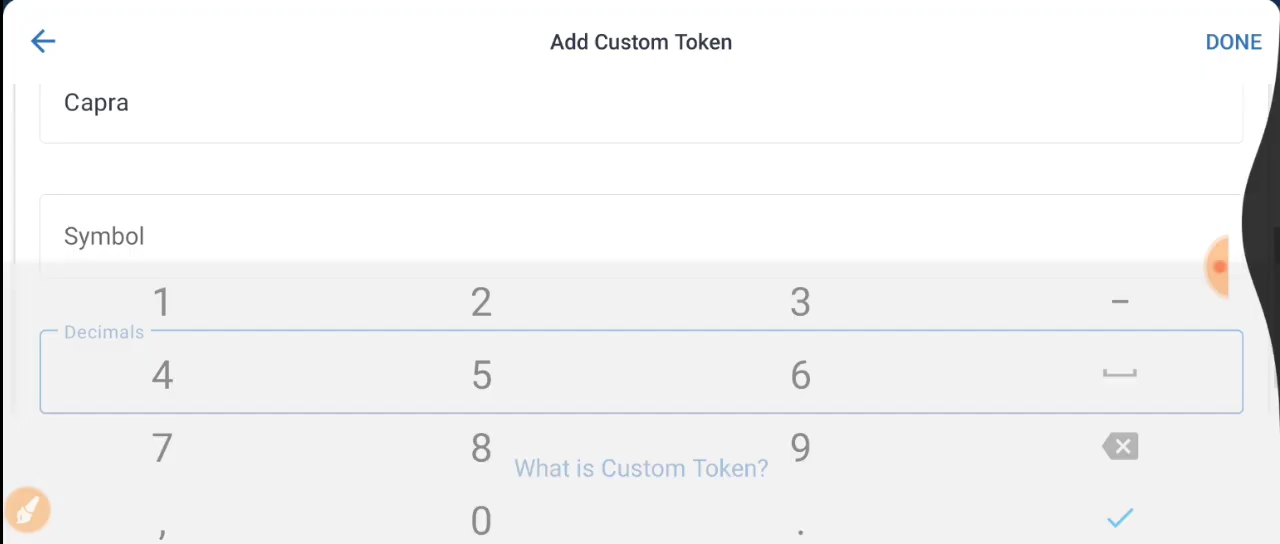 Add Custom Token
DONE
Capra
Symbol
1 2 3 -
Decimals
4 5 6
7 8 9
What is Custom Token?
, 0 .